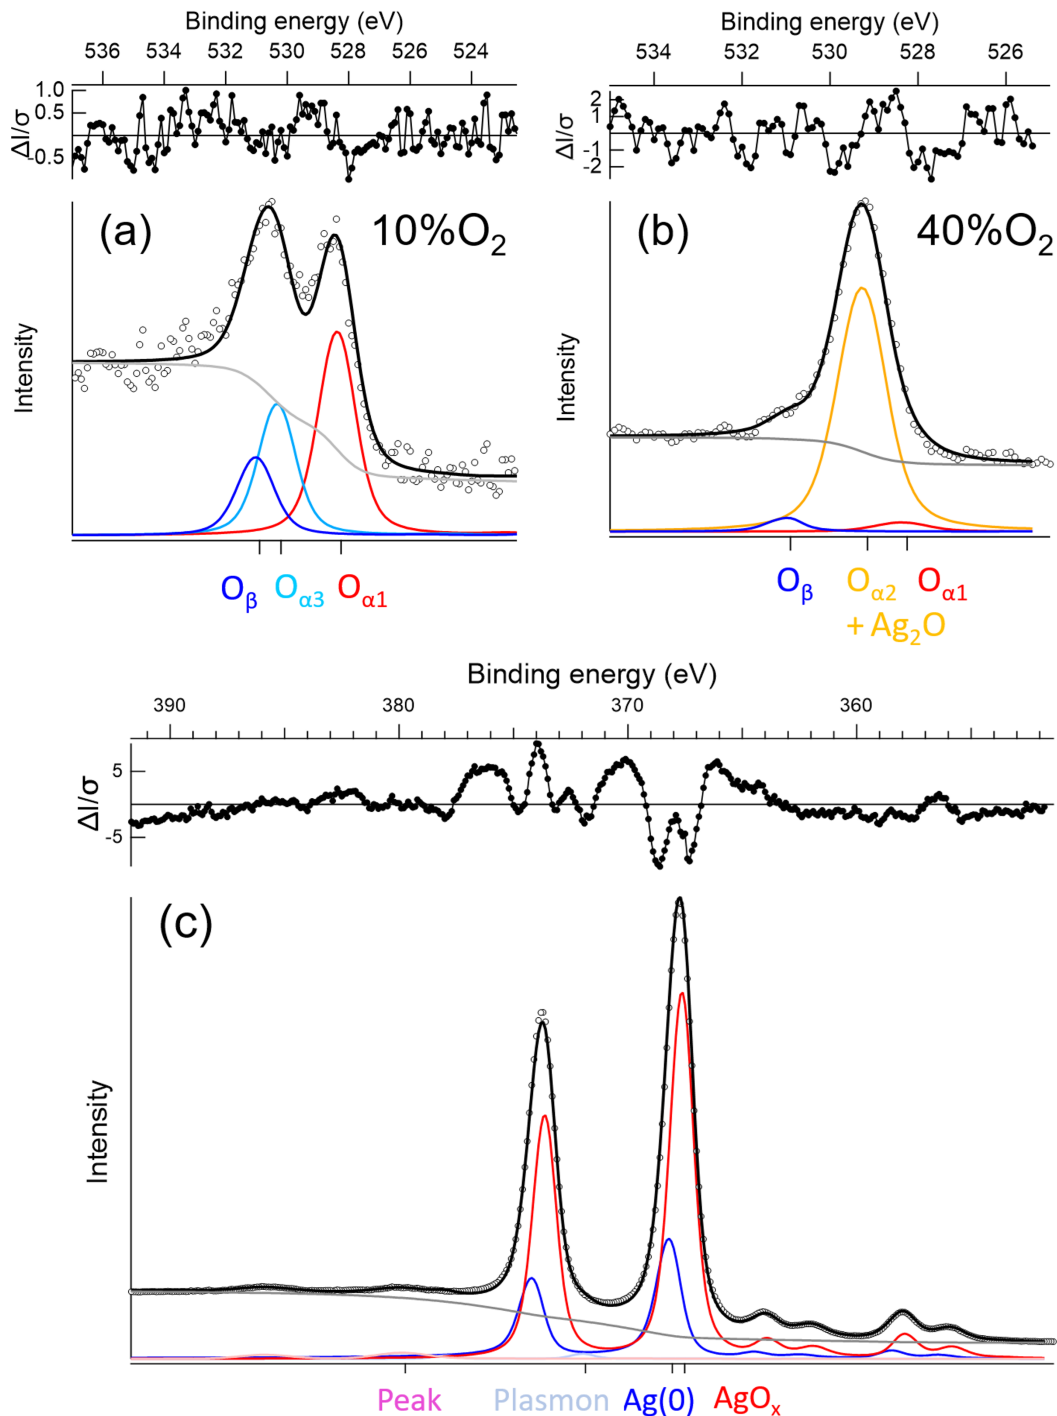 Binding energy (eV)
536 534 532 530 528 526 524
ΔI/σ
1.0
0.5
-0.5
(a)
10%O₂
Intensity
Oβ Oα3 Oα1
Binding energy (eV)
534 532 530 528 526
ΔI/σ
2
1
-1
-2
(b)
40%O₂
Intensity
Oβ Oα2 Oα1
+ Ag₂O
Binding energy (eV)
390 380 370 360
ΔI/σ
5
-5
(c)
Intensity
Peak Plasmon Ag(0) AgOₓ